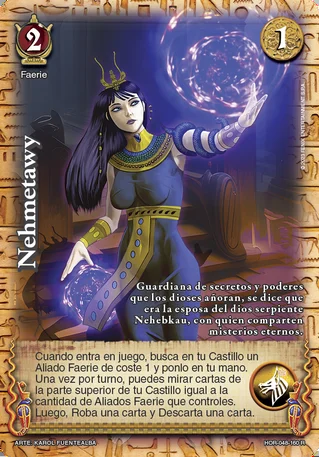 2
1
Faerie
Nehmetawy
Guardiana de secretos y poderes
que los dioses añoran, se dice que
era la esposa del dios serpiente
Nehebkau, con quien comparten
misterios eternos.
Cuando entra en juego, busca en tu Castillo un
Aliado Faerie de coste 1 y ponlo en tu mano.
Una vez por turno, puedes mirar cartas de
la parte superior de tu Castillo igual a la
cantidad de Aliados Faerie que controles.
Luego, Roba una carta y Descarta una carta.
ARTE: KAROL FUENTEALBA
HOR-048-160 R